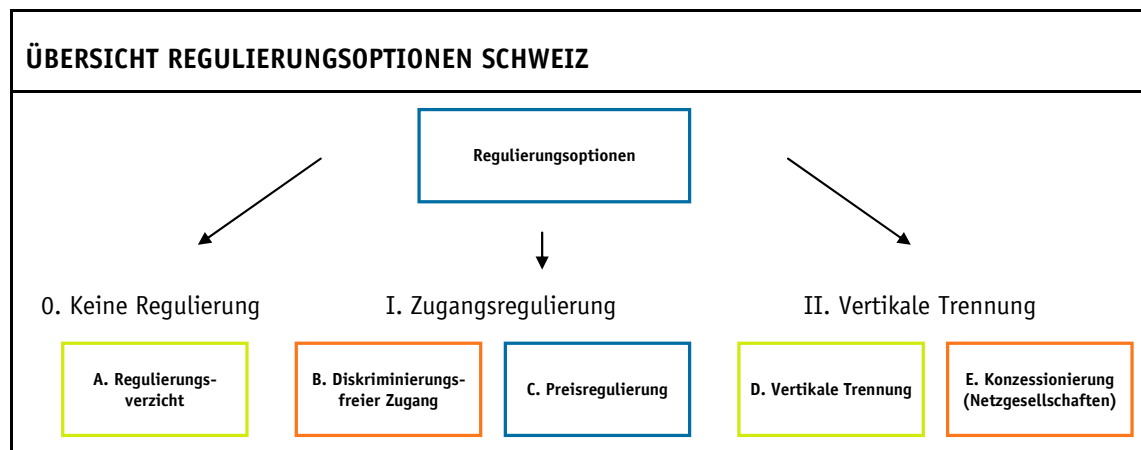 ÜBERSICHT REGULIERUNGSOPTIONEN SCHWEIZ
Regulierungsoptionen
0. Keine Regulierung
I. Zugangsregulierung
II. Vertikale Trennung
A. Regulierungs-
verzicht
B. Diskriminierungs-
freier Zugang
C. Preisregulierung
D. Vertikale Trennung
E. Konzessionierung
(Netzgesellschaften)